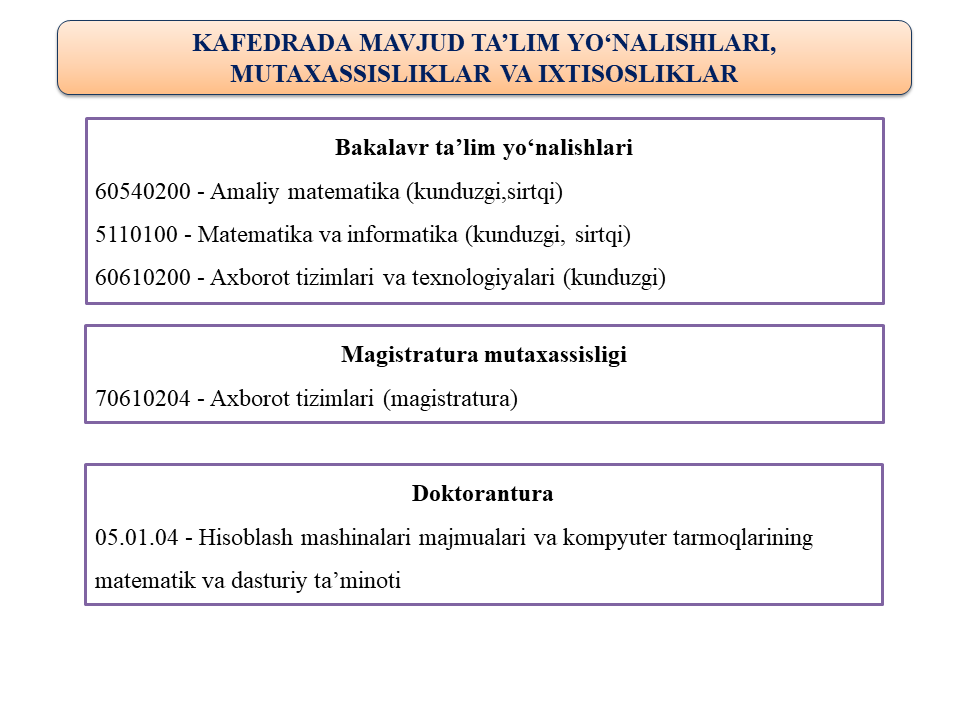 KAFEDRADA MAVJUD TA’LIM YO‘NALISHLARI,
MUTAXASSISLIKLAR VA IXTISOSLIKLAR
Bakalavr ta’lim yo‘nalishlari
60540200 - Amaliy matematika (kunduzgi,sirtqi)
5110100 - Matematika va informatika (kunduzgi, sirtqi)
60610200 - Axborot tizimlari va texnologiyalari (kunduzgi)
Magistratura mutaxassisligi
70610204 - Axborot tizimlari (magistratura)
Doktorantura
05.01.04 - Hisoblash mashinalari majmualari va kompyuter tarmoqlarining
matematik va dasturiy ta’minoti